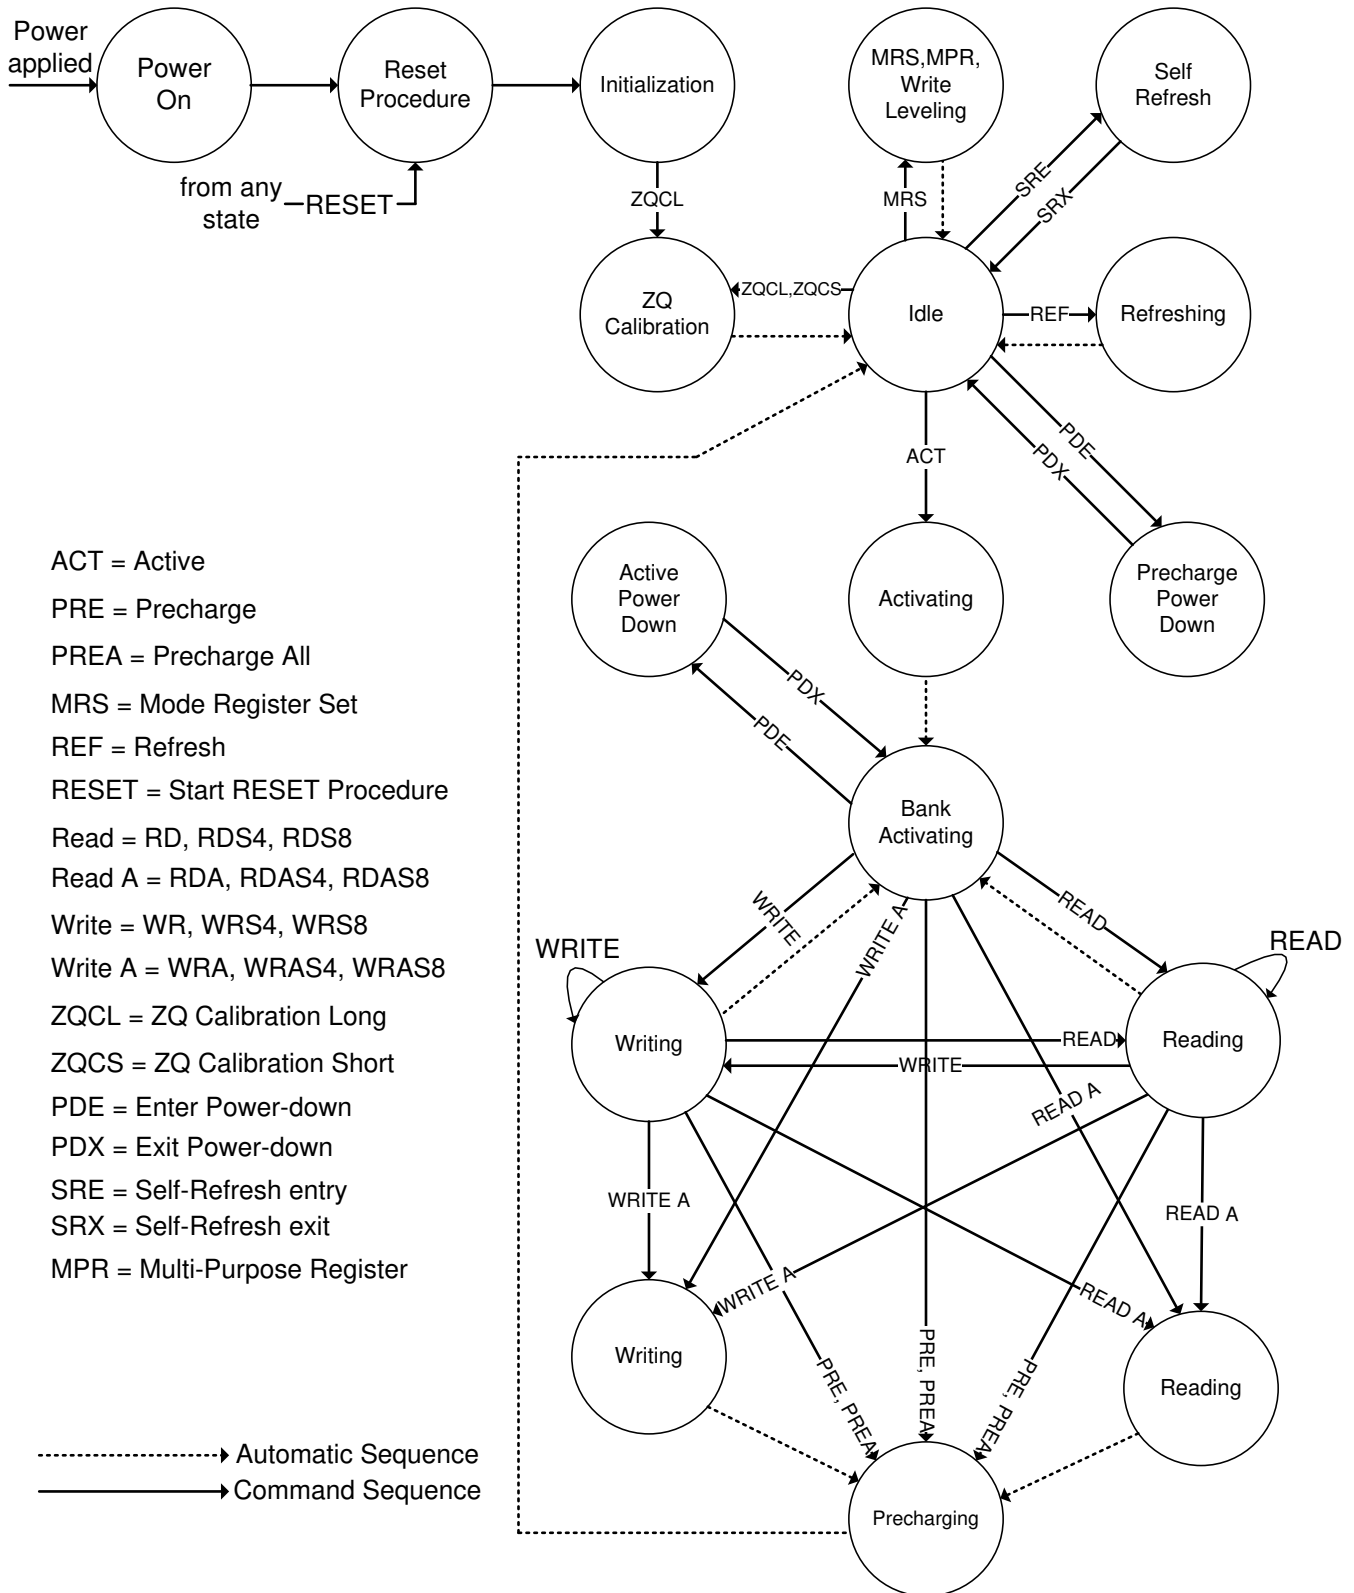 Power
applied
Power
On
Reset
Procedure
Initialization
MRS,MPR,
Write
Leveling
Self
Refresh
from any
state
RESET
ZQCL
MRS
SRE
SRX
ZQ
Calibration
ZQCL,ZQCS
Idle
REF
Refreshing
ACT
PDE
PDX
Active
Power
Down
Activating
Precharge
Power
Down
PDX
PDE
Bank
Activating
ACT = Active
PRE = Precharge
PREA = Precharge All
MRS = Mode Register Set
REF = Refresh
RESET = Start RESET Procedure
Read = RD, RDS4, RDS8
Read A = RDA, RDAS4, RDAS8
Write = WR, WRS4, WRS8
Write A = WRA, WRAS4, WRAS8
ZQCL = ZQ Calibration Long
ZQCS = ZQ Calibration Short
PDE = Enter Power-down
PDX = Exit Power-down
SRE = Self-Refresh entry
SRX = Self-Refresh exit
MPR = Multi-Purpose Register
WRITE
WRITE
WRITE A
READ
READ
Writing
READ
WRITE
Reading
READ A
WRITE A
READ A
WRITE A
READ A
Writing
PRE, PREA
PRE, PREA
PRE, PREA
Reading
Precharging
Automatic Sequence
Command Sequence